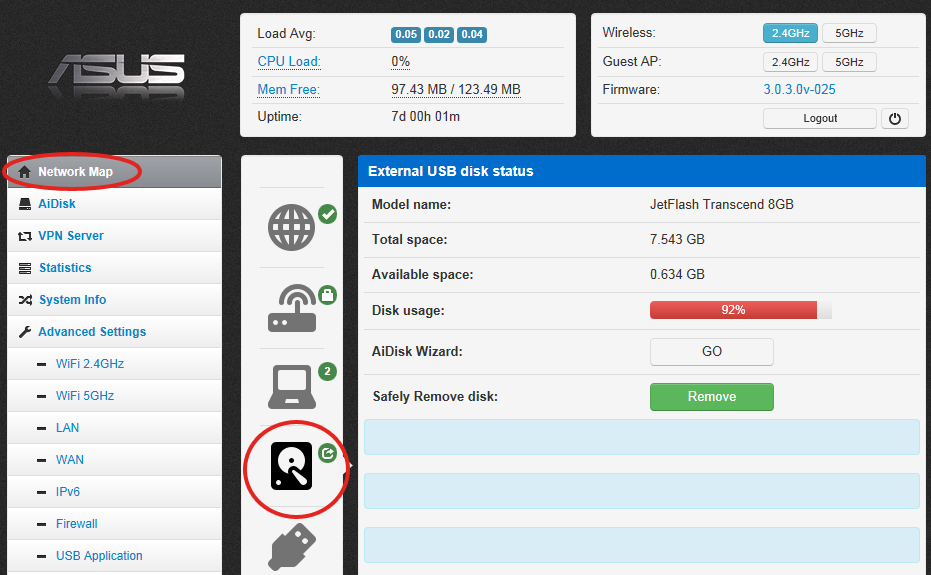 ASUS
Load Avg: 0.05 0.02 0.04
CPU Load: 0%
Mem Free: 97.43 MB / 123.49 MB
Uptime: 7d 00h 01m
Wireless: 2.4GHz 5GHz
Guest AP: 2.4GHz 5GHz
Firmware: 3.0.3.0v-025
Logout
Network Map
AiDisk
VPN Server
Statistics
System Info
Advanced Settings
WiFi 2.4GHz
WiFi 5GHz
LAN
WAN
IPv6
Firewall
USB Application
2
External USB disk status
Model name: JetFlash Transcend 8GB
Total space: 7.543 GB
Available space: 0.634 GB
Disk usage: 92%
AiDisk Wizard: GO
Safely Remove disk: Remove